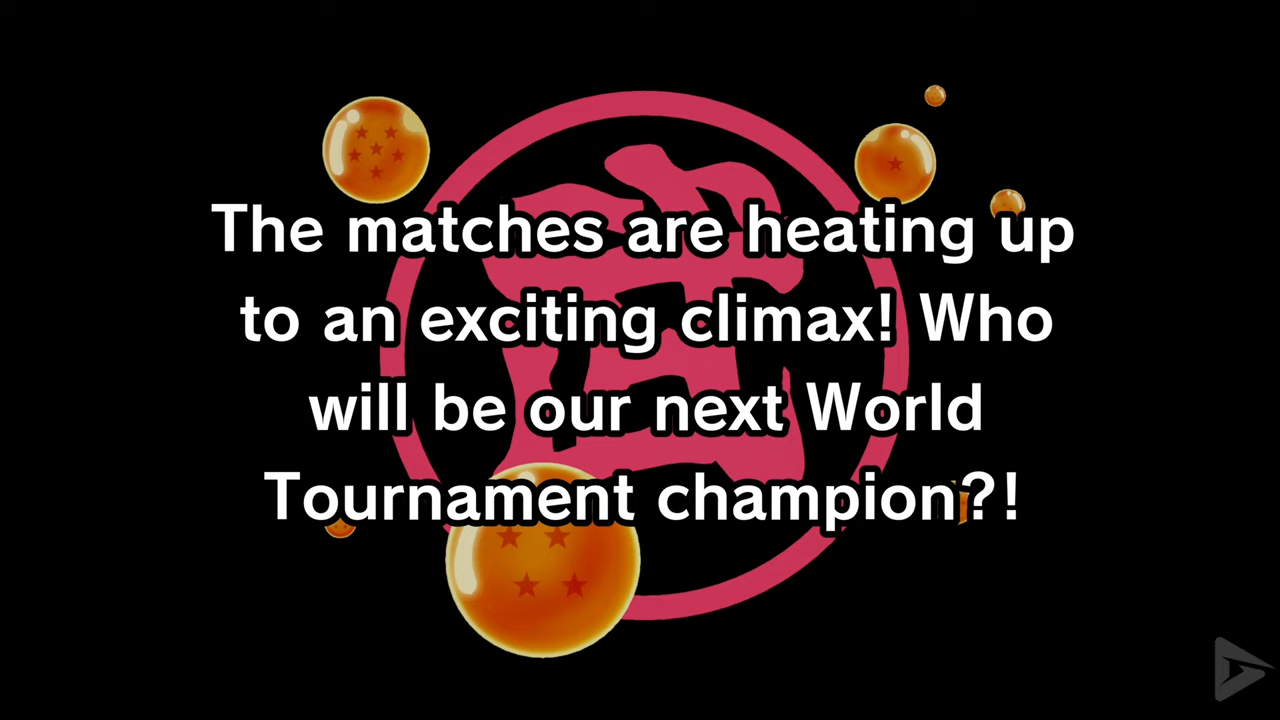 The matches are heating up
to an exciting climax! Who
will be our next World
Tournament champion?!